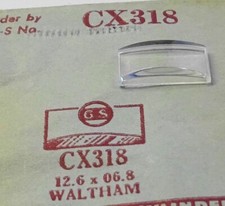 der by
CX318
-S No.
GS
CX318
12.6 x 06.8
WALTHAM